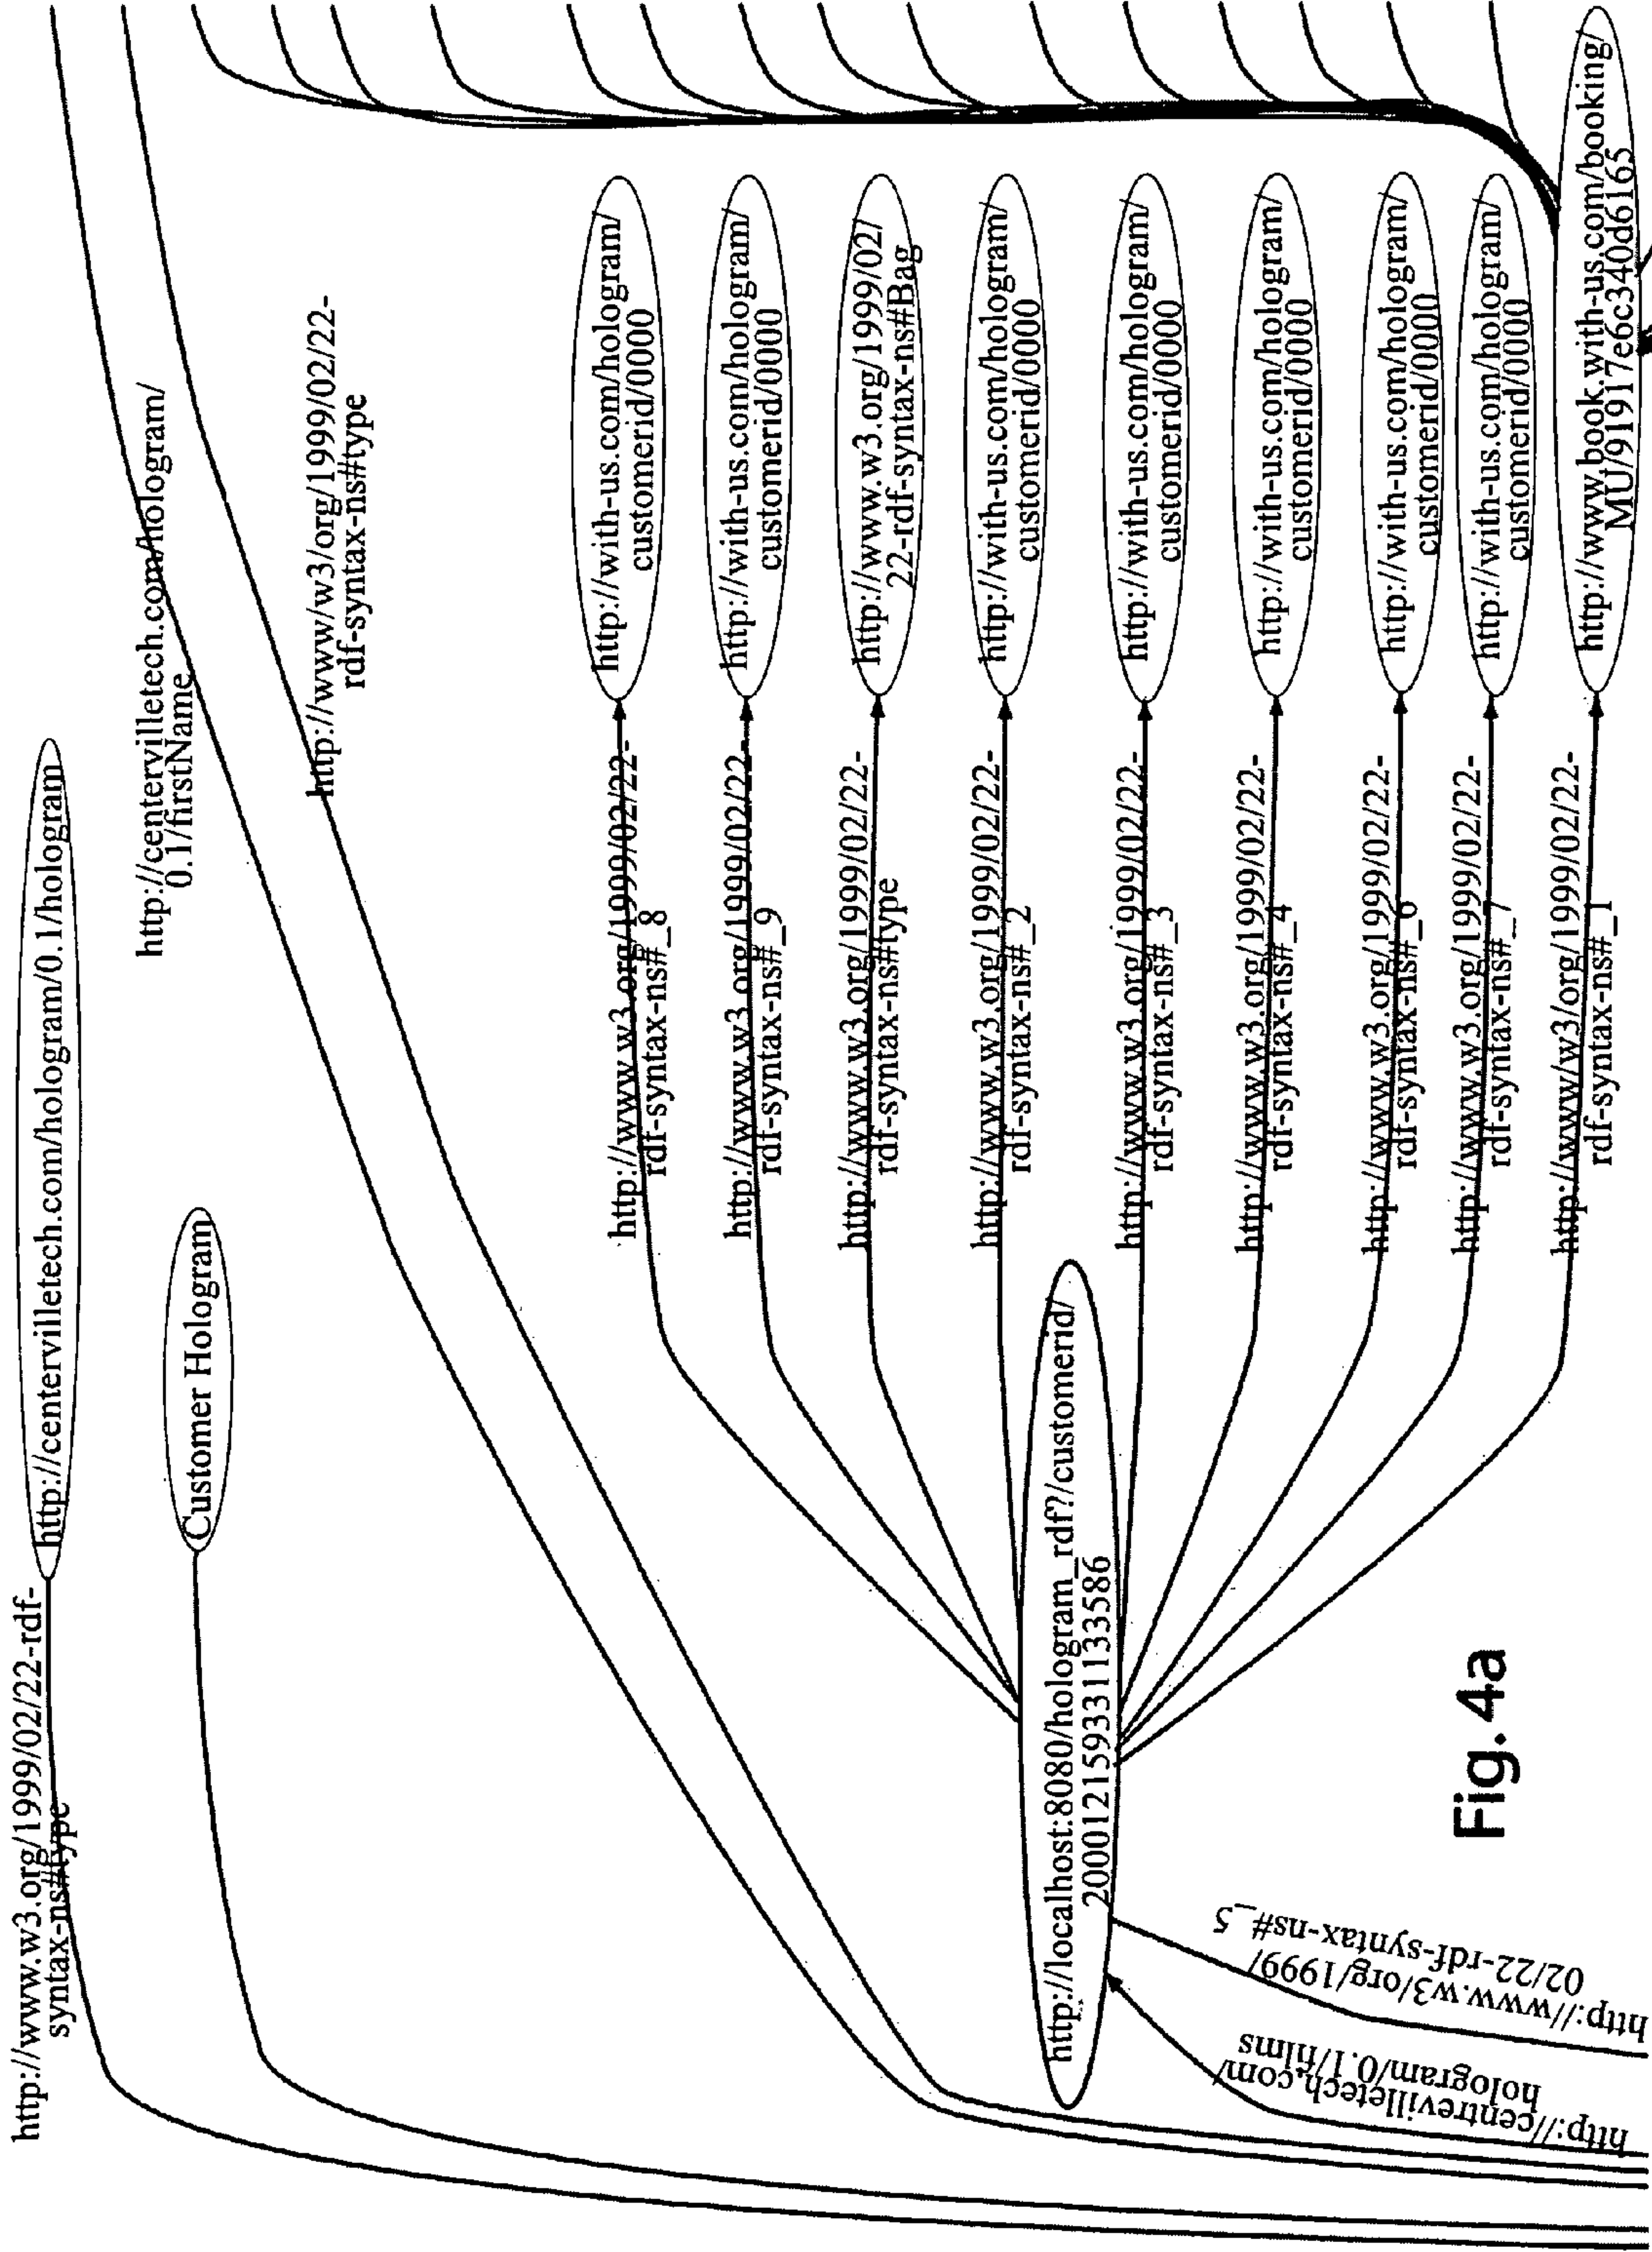 http://www.w3.org/1999/02/22-rdf-
syntax-ns#type
http://centervilletech.com/hologram/0.1/hologram
Customer Hologram
http://centervilletech.com/hologram/
0.1/firstName
http://www/w3/org/1999/02/22-
rdf-syntax-ns#type
http://www.w3.org/1999/02/22-
rdf-syntax-ns#_8
http://with-us.com/hologram/
customerid/0000
http://www.w3.org/1999/02/22-
rdf-syntax-ns#_9
http://with-us.com/hologram/
customerid/0000
http://www.w3.org/1999/02/22-
rdf-syntax-ns#type
http://www.w3.org/1999/02/
22-rdf-syntax-ns#Bag
http://www.w3.org/1999/02/22-
rdf-syntax-ns#_2
http://with-us.com/hologram/
customerid/0000
http://localhost:8080/hologram_rdf?/customerid/
20001215933113358​6
http://www.w3.org/1999/02/22-
rdf-syntax-ns#_3
http://with-us.com/hologram/
customerid/0000
http://www.w3.org/1999/02/22-
rdf-syntax-ns#_4
http://with-us.com/hologram/
customerid/0000
http://www.w3.org/1999/02/22-
rdf-syntax-ns#_6
http://with-us.com/hologram/
customerid/0000
http://www.w3.org/1999/02/22-
rdf-syntax-ns#_7
http://with-us.com/hologram/
customerid/0000
http://www/w3/org/1999/02/22-
rdf-syntax-ns#_1
http://www.book.with-us.com/booking/
MU/91917e6c340d6165
http://www.w3/org/1999/
02/22-rdf-syntax-ns#_5
http://centrevilletech.com/
hologram/0.1/films
Fig.4a